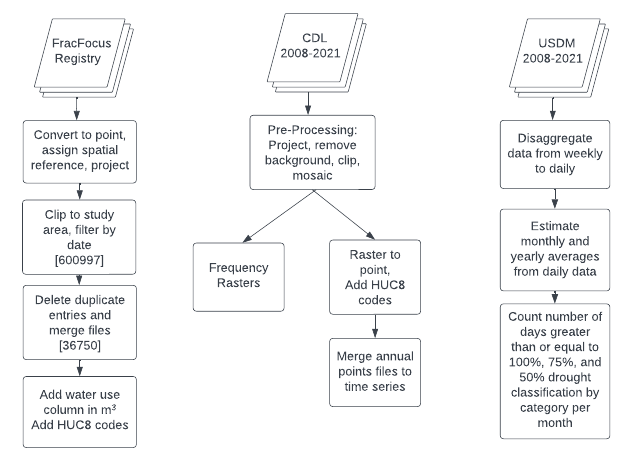 FracFocus
Registry
Convert to point,
assign spatial
reference, project
Clip to study
area, filter by
date
[600997]
Delete duplicate
entries and
merge files
[36750]
Add water use
column in m³
Add HUC8 codes
CDL
2008-2021
Pre-Processing:
Project, remove
background, clip,
mosaic
Frequency
Rasters
Raster to
point,
Add HUC8
codes
Merge annual
points files to
time series
USDM
2008-2021
Disaggregate
data from weekly
to daily
Estimate
monthly and
yearly averages
from daily data
Count number of
days greater
than or equal to
100%, 75%, and
50% drought
classification by
category per
month